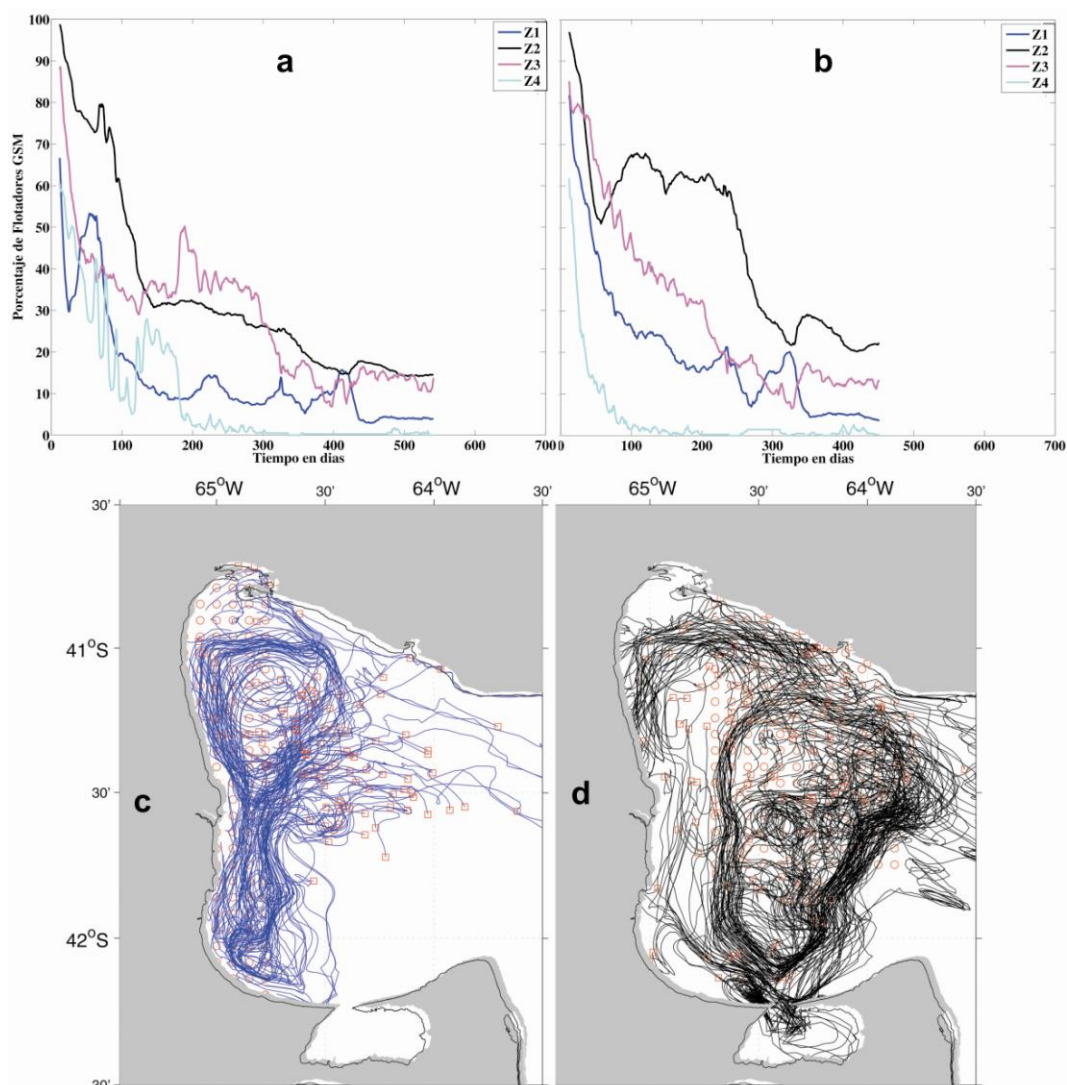 a
Z1
Z2
Z3
Z4
b
Z1
Z2
Z3
Z4
Porcentaje de Flotadores GSM
100
90
80
70
60
50
40
30
20
10
0
0 100 200 300 400 500 600 700
Tiempo en dias
0 100 200 300 400 500 600 700
Tiempo en dias
30' 65°W 30' 64°W 30'
30' 65°W 30' 64°W 30'
41°S
30'
42°S
30'
c
d